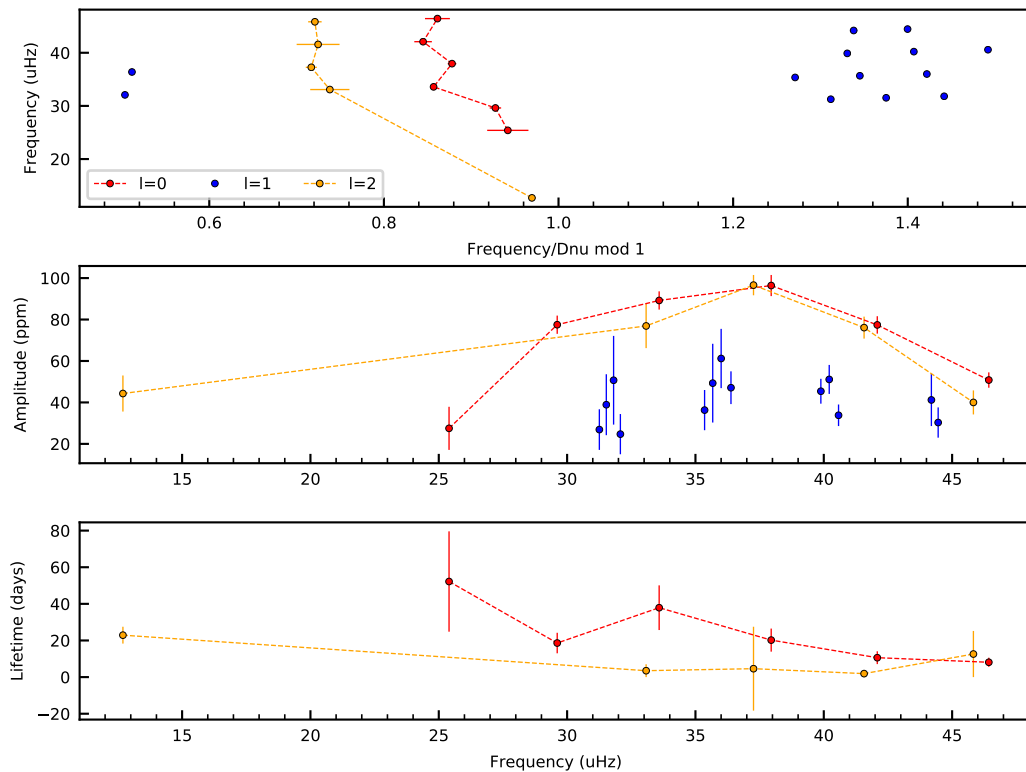 Frequency (uHz)
40
30
20
l=0 l=1 l=2
0.6 0.8 1.0 1.2 1.4
Frequency/Dnu mod 1
Amplitude (ppm)
100
80
60
40
20
15 20 25 30 35 40 45
Lifetime (days)
80
60
40
20
0
−20
15 20 25 30 35 40 45
Frequency (uHz)